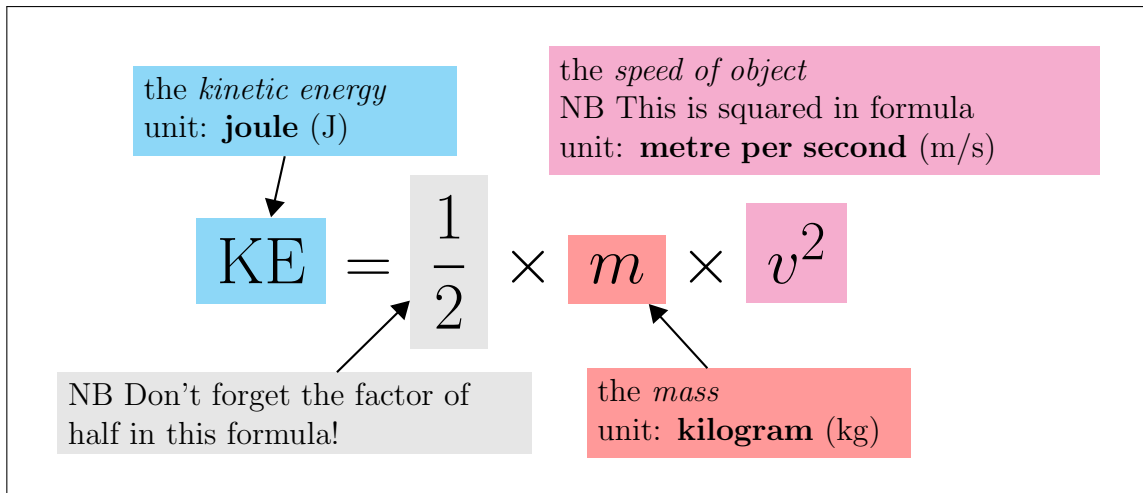 the kinetic energy
unit: joule (J)
the speed of object
NB This is squared in formula
unit: metre per second (m/s)
KE = 1/2 × m × v²
NB Don't forget the factor of
half in this formula!
the mass
unit: kilogram (kg)